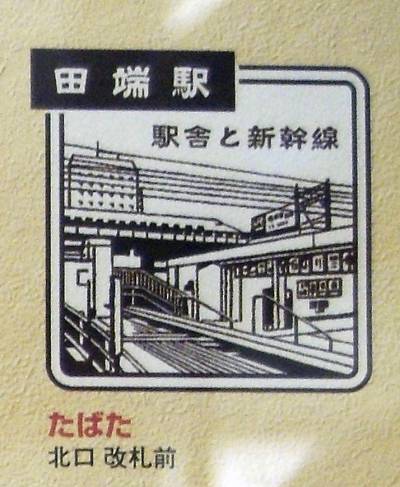 田端駅
駅舎と新幹線
たばた
北口 改札前